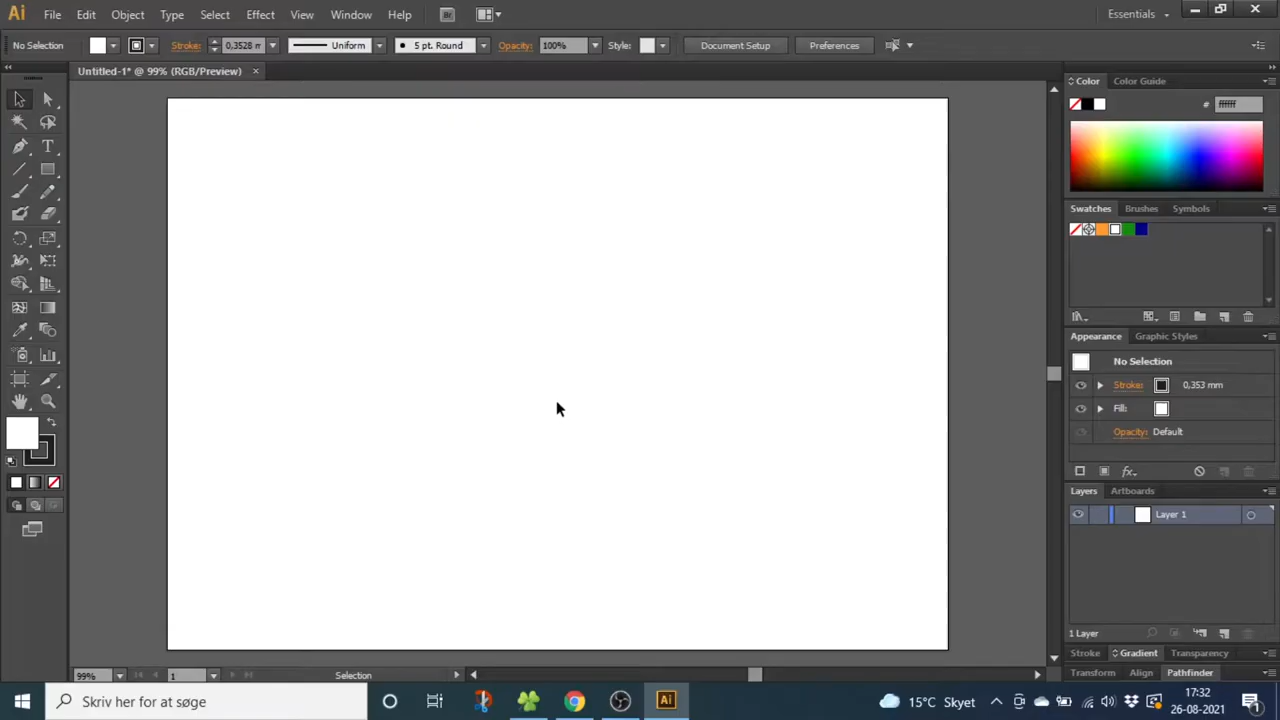 Ai File Edit Object Type Select Effect View Window Help Br Essentials
No Selection Stroke: 0,3528 m Uniform 5 pt. Round Opacity: 100% Style: Document Setup Preferences
Untitled-1* @ 99% (RGB/Preview)
Color Color Guide
# ffffff
Swatches Brushes Symbols
Appearance Graphic Styles
No Selection
Stroke: 0,353 mm
Fill:
Opacity: Default
fx
Layers Artboards
Layer 1
1 Layer
Stroke Gradient Transparency
Transform Align Pathfinder
99% 1 Selection
Skriv her for at søge
Ai
15°C Skyet
17:32
26-08-2021
1